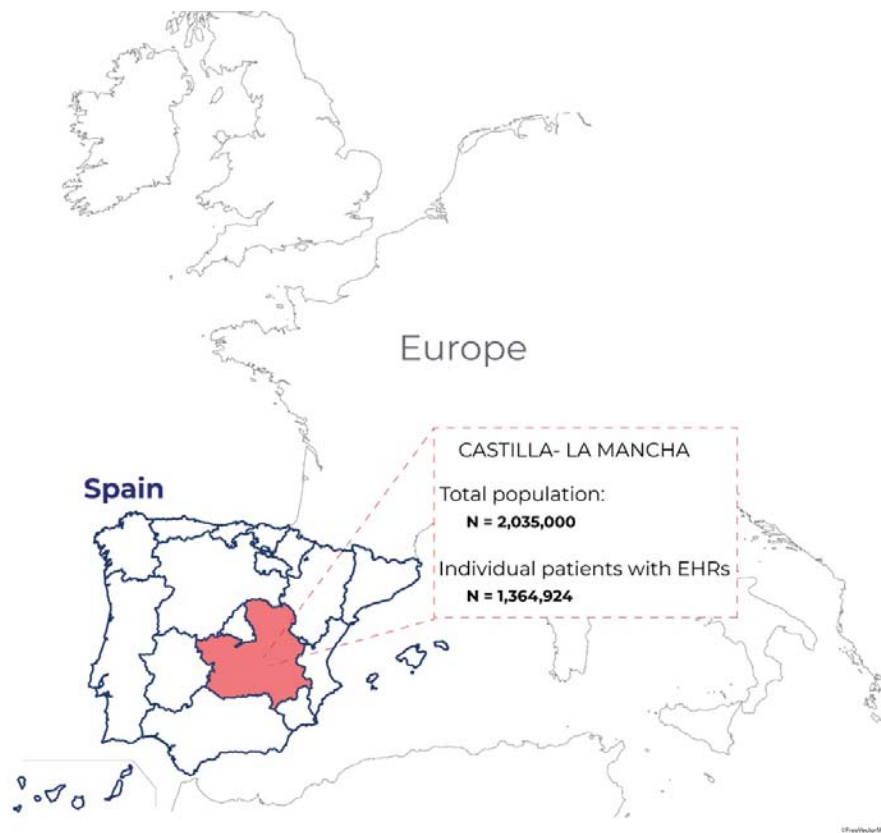 Europe
CASTILLA- LA MANCHA
Total population:
N = 2,035,000
Individual patients with EHRs
N = 1,364,924
Spain